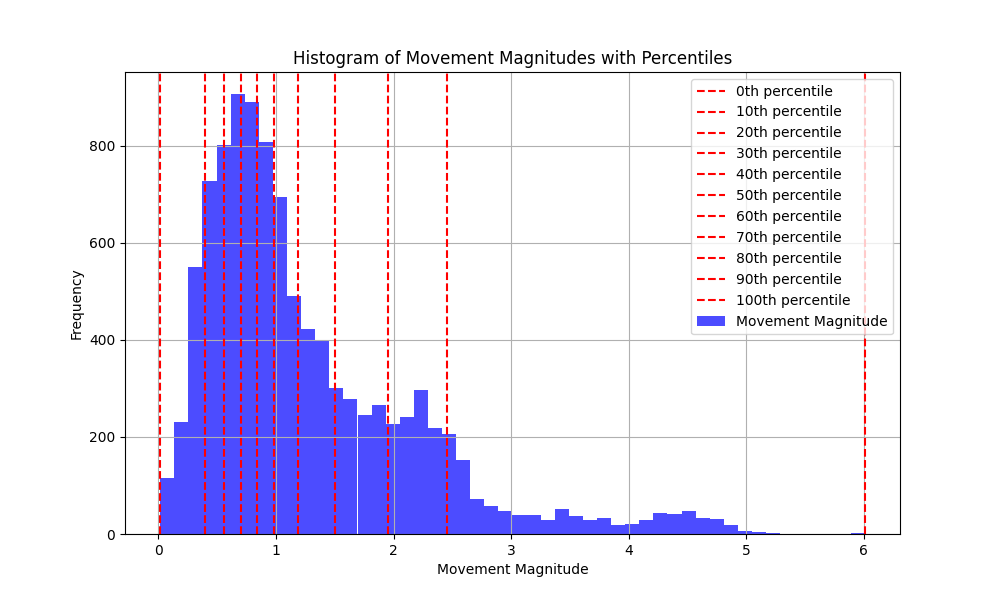 Histogram of Movement Magnitudes with Percentiles
0th percentile
10th percentile
20th percentile
30th percentile
40th percentile
50th percentile
60th percentile
70th percentile
80th percentile
90th percentile
100th percentile
Movement Magnitude
Frequency
800
600
400
200
0
0 1 2 3 4 5 6
Movement Magnitude